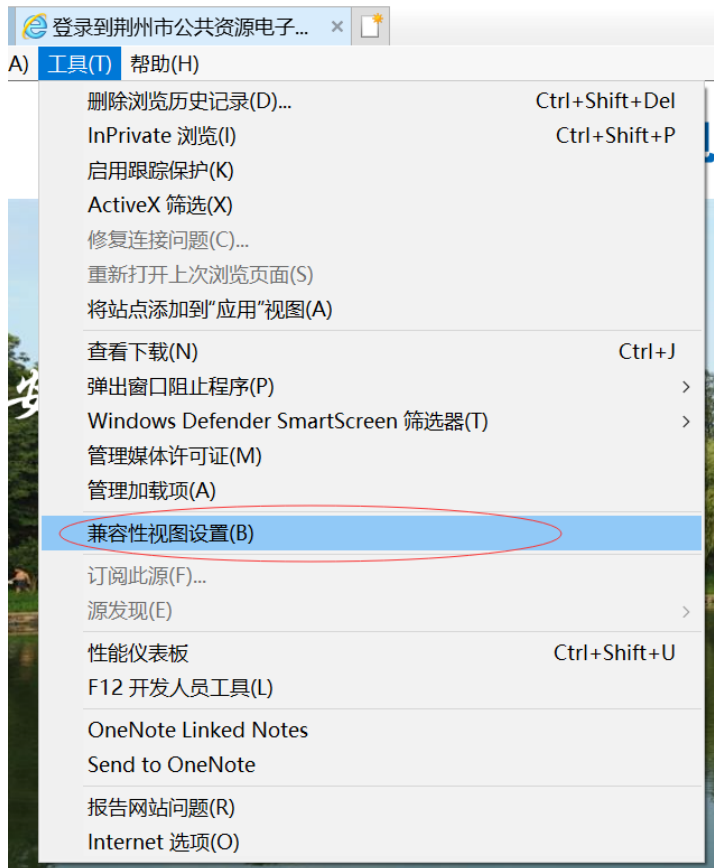 登录到荆州市公共资源电子...
A) 工具(T) 帮助(H)
删除浏览历史记录(D)... Ctrl+Shift+Del
InPrivate 浏览(I) Ctrl+Shift+P
启用跟踪保护(K)
ActiveX 筛选(X)
修复连接问题(C)...
重新打开上次浏览页面(S)
将站点添加到“应用”视图(A)
查看下载(N) Ctrl+J
弹出窗口阻止程序(P)
Windows Defender SmartScreen 筛选器(T)
管理媒体许可证(M)
管理加载项(A)
兼容性视图设置(B)
订阅此源(F)...
源发现(E)
性能仪表板 Ctrl+Shift+U
F12 开发人员工具(L)
OneNote Linked Notes
Send to OneNote
报告网站问题(R)
Internet 选项(O)
安